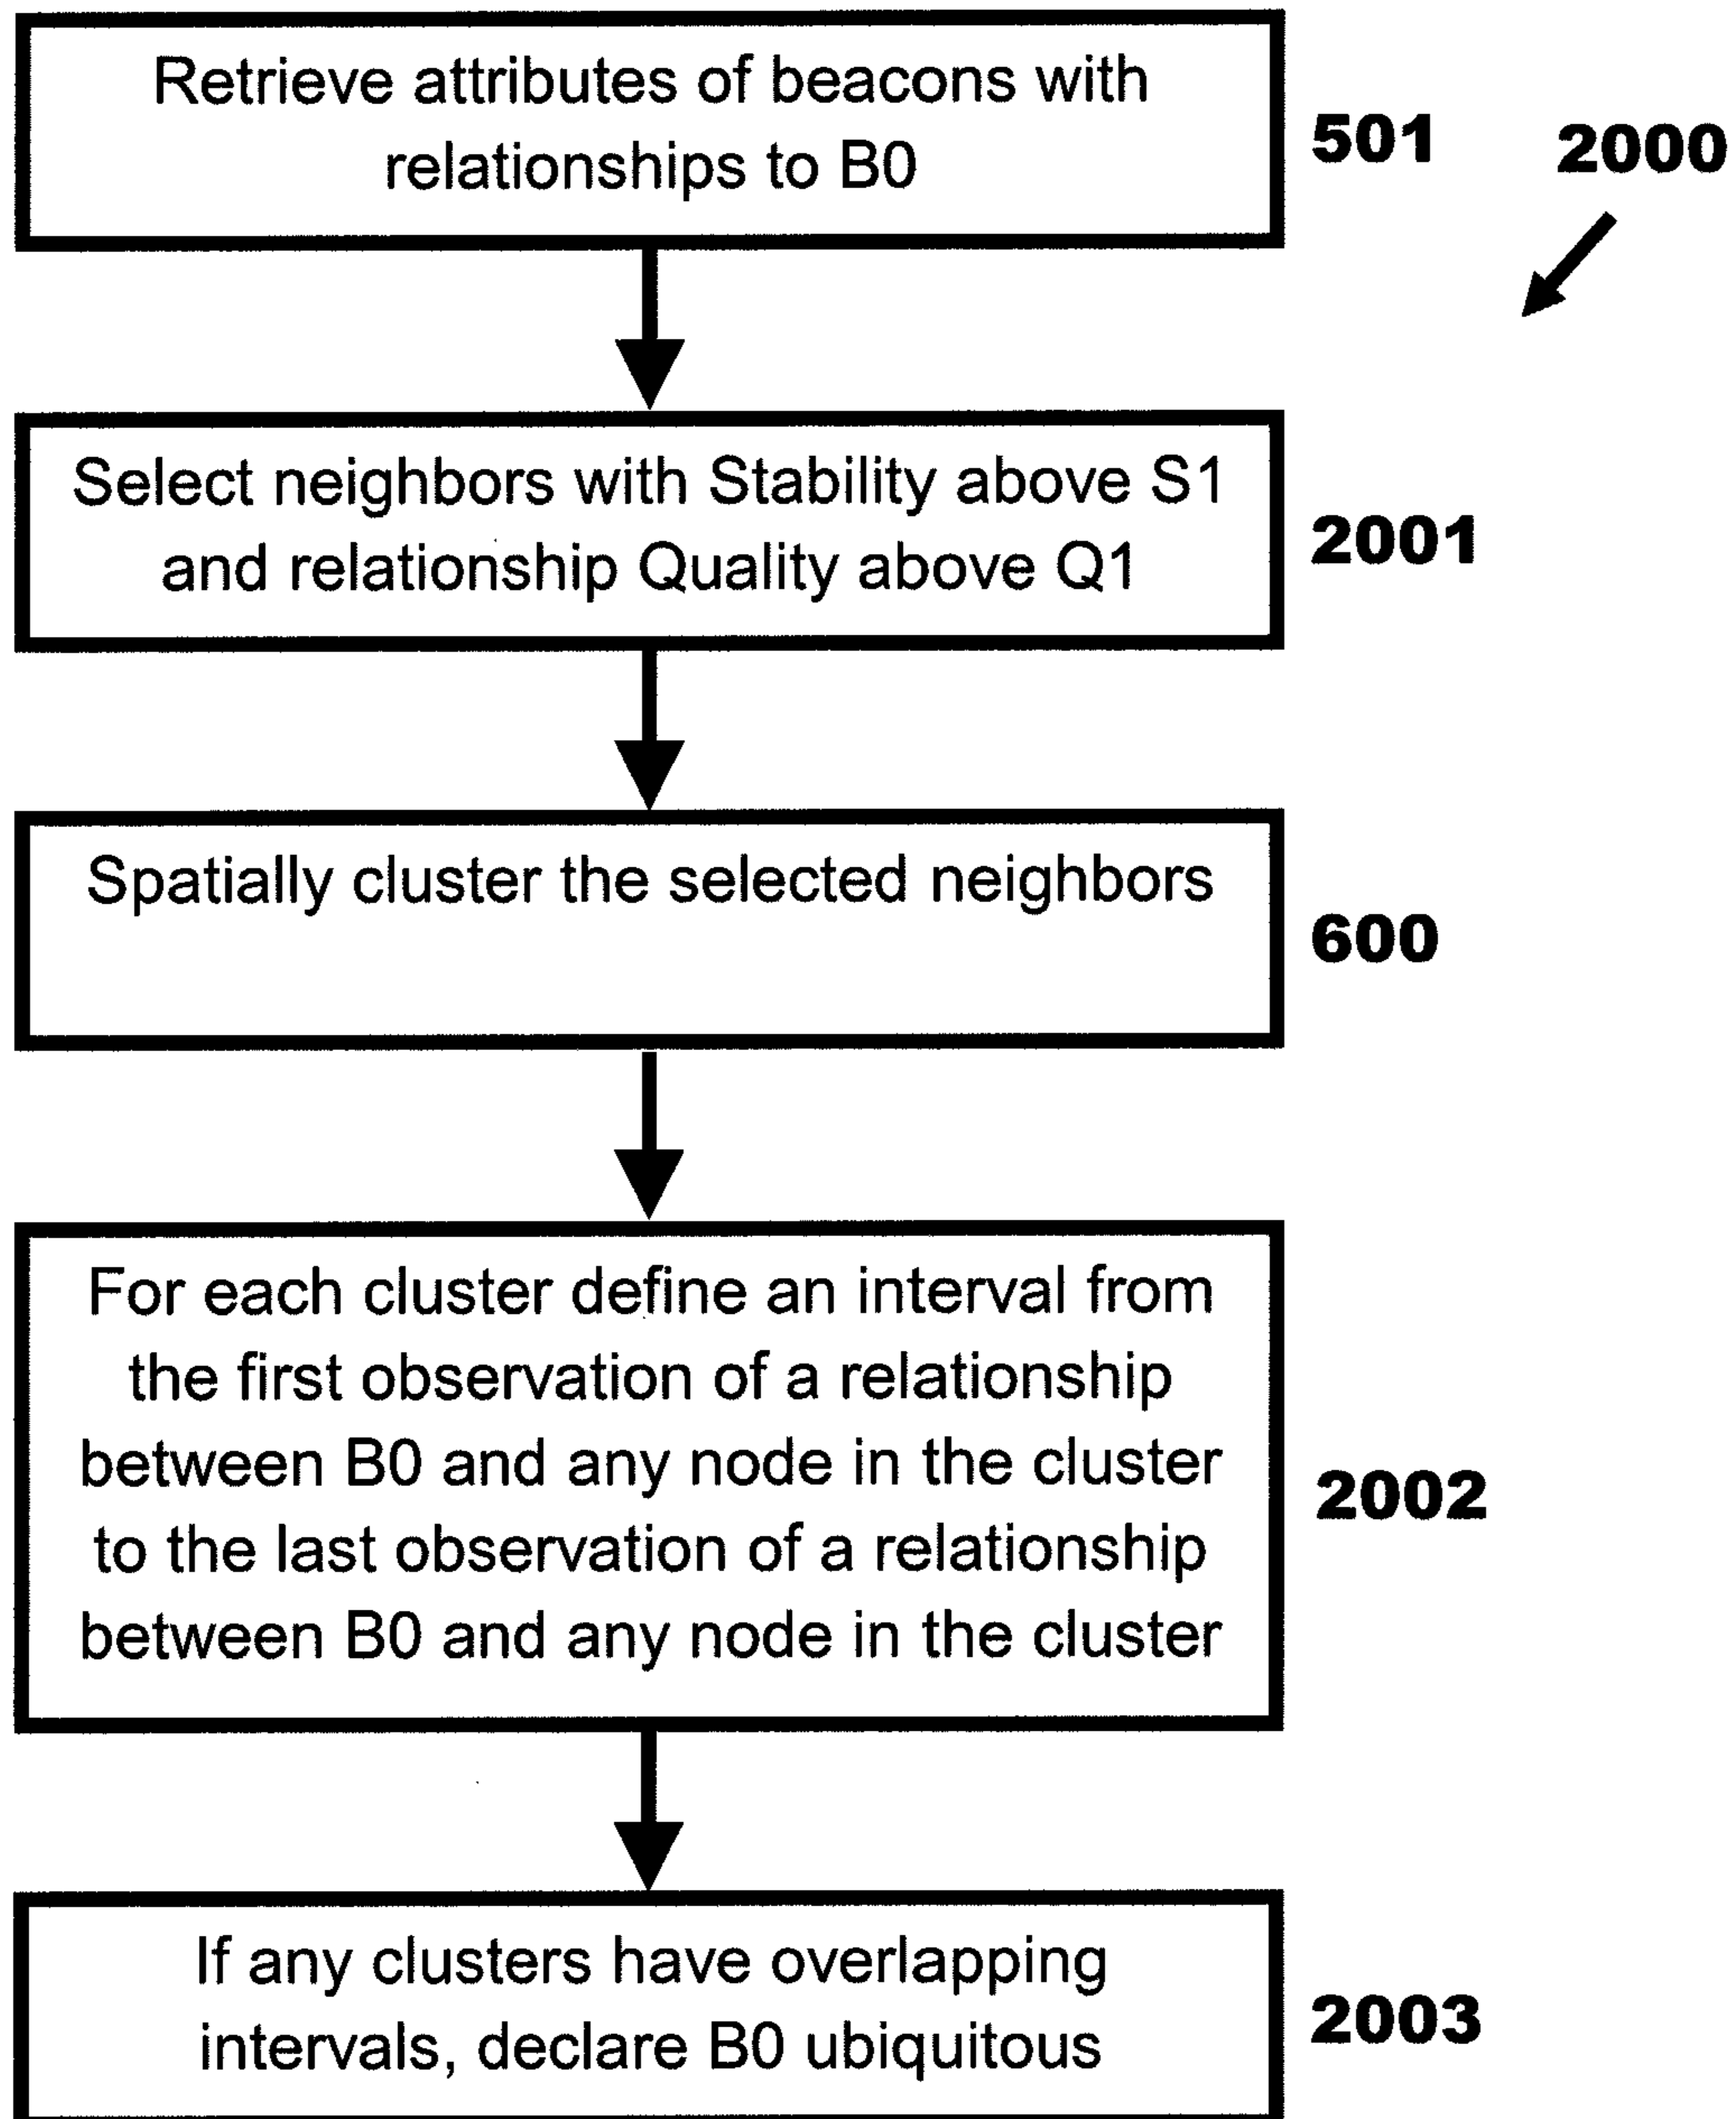 Retrieve attributes of beacons with
relationships to B0
501
2000
Select neighbors with Stability above S1
and relationship Quality above Q1
2001
Spatially cluster the selected neighbors
600
For each cluster define an interval from
the first observation of a relationship
between B0 and any node in the cluster
to the last observation of a relationship
between B0 and any node in the cluster
2002
If any clusters have overlapping
intervals, declare B0 ubiquitous
2003